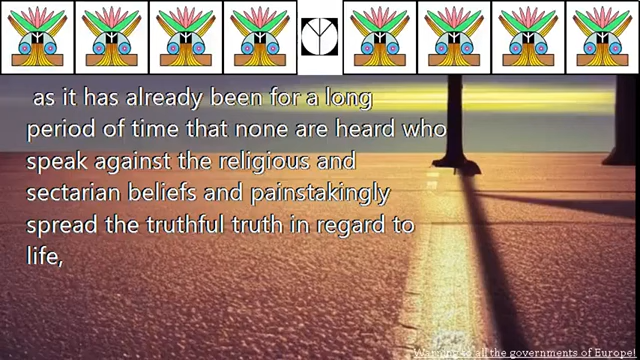 as it has already been for a long
period of time that none are heard who
speak against the religious and
sectarian beliefs and painstakingly
spread the truthful truth in regard to
life,
Warning to all the governments of Europe!